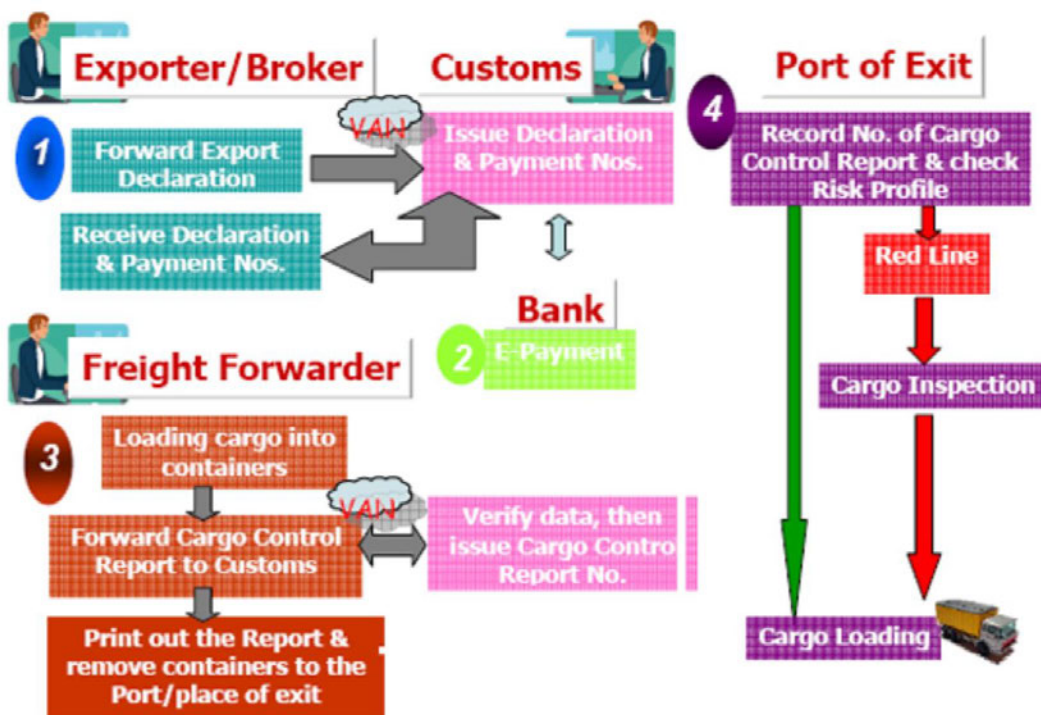 Exporter/Broker
Customs
Port of Exit
1
Forward Export
Declaration
VAN
Issue Declaration
& Payment Nos.
Receive Declaration
& Payment Nos.
Bank
2
E-Payment
Freight Forwarder
3
Loading cargo into
containers
Forward Cargo Control
Report to Customs
VAN
Verify data, then
issue Cargo Contro
Report No.
Print out the Report &
remove containers to the
Port/place of exit
4
Record No. of Cargo
Control Report & check
Risk Profile
Red Line
Cargo Inspection
Cargo Loading